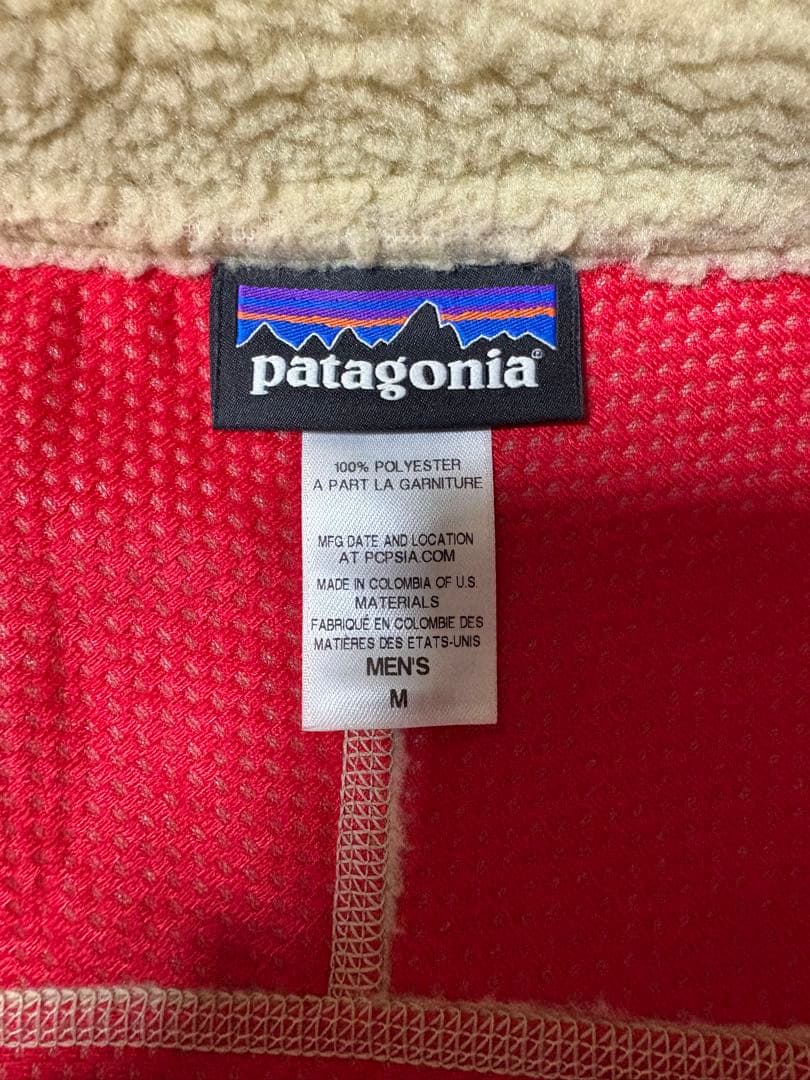 patagonia®
100% POLYESTER
A PART LA GARNITURE
MFG DATE AND LOCATION
AT PCPSIA.COM
MADE IN COLOMBIA OF U.S.
MATERIALS
FABRIQUÉ EN COLOMBIE DES
MATIÈRES DES ETATS-UNIS
MEN'S
M